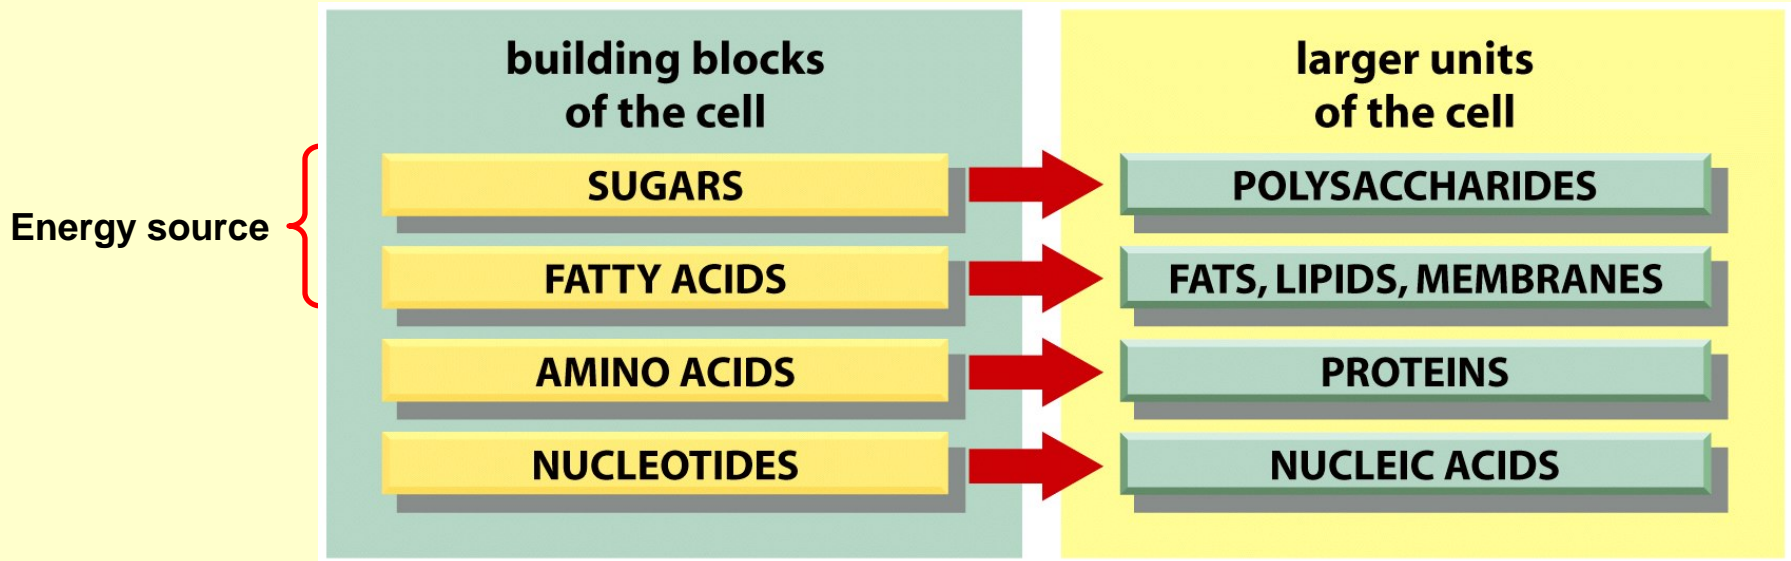 building blocks
of the cell
larger units
of the cell
Energy source
SUGARS
POLYSACCHARIDES
FATTY ACIDS
FATS, LIPIDS, MEMBRANES
AMINO ACIDS
PROTEINS
NUCLEOTIDES
NUCLEIC ACIDS